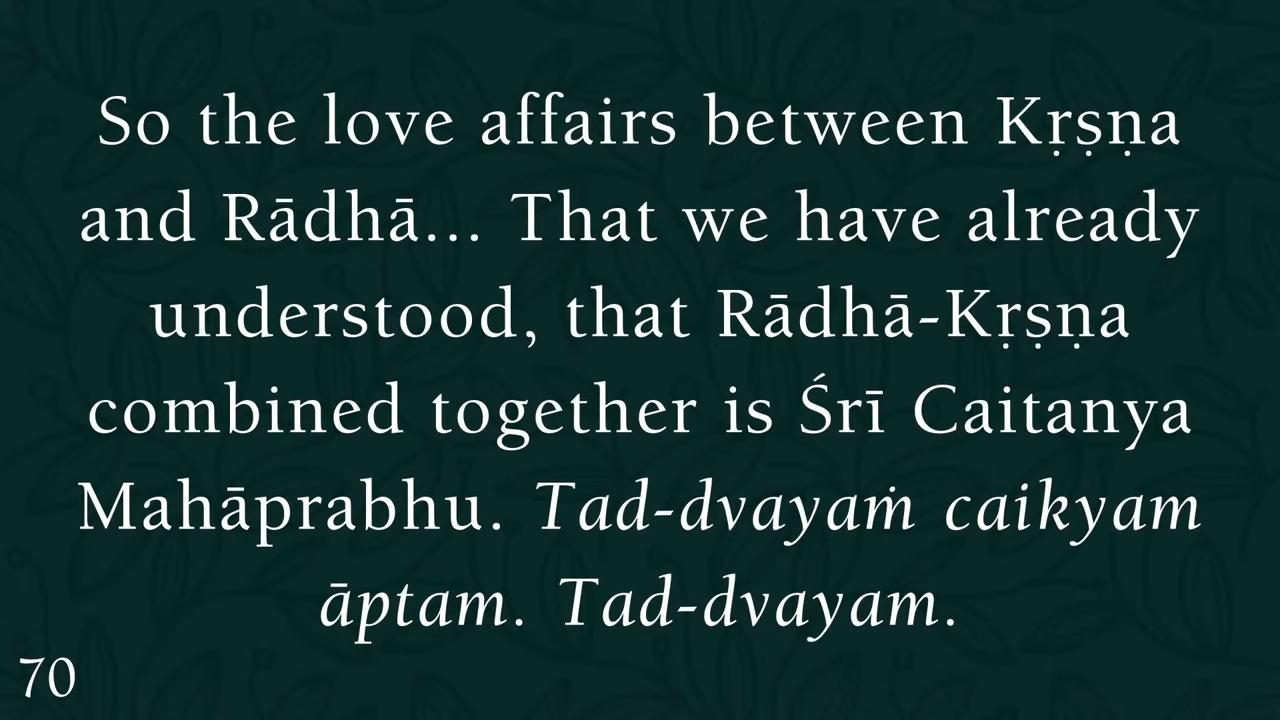 So the love affairs between Kṛṣṇa
and Rādhā... That we have already
understood, that Rādhā-Kṛṣṇa
combined together is Śrī Caitanya
Mahāprabhu. Tad-dvayaṁ caikyam
āptam. Tad-dvayam.
70